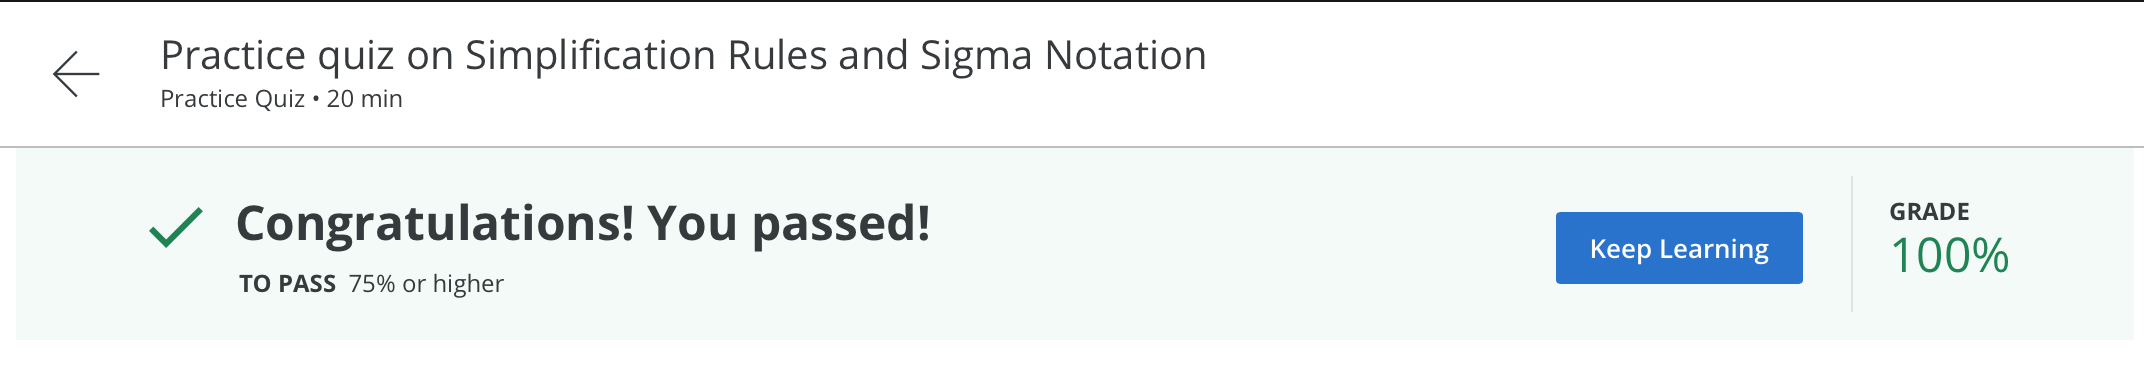 Practice quiz on Simplification Rules and Sigma Notation
Practice Quiz • 20 min
Congratulations! You passed!
TO PASS 75% or higher
Keep Learning
GRADE
100%